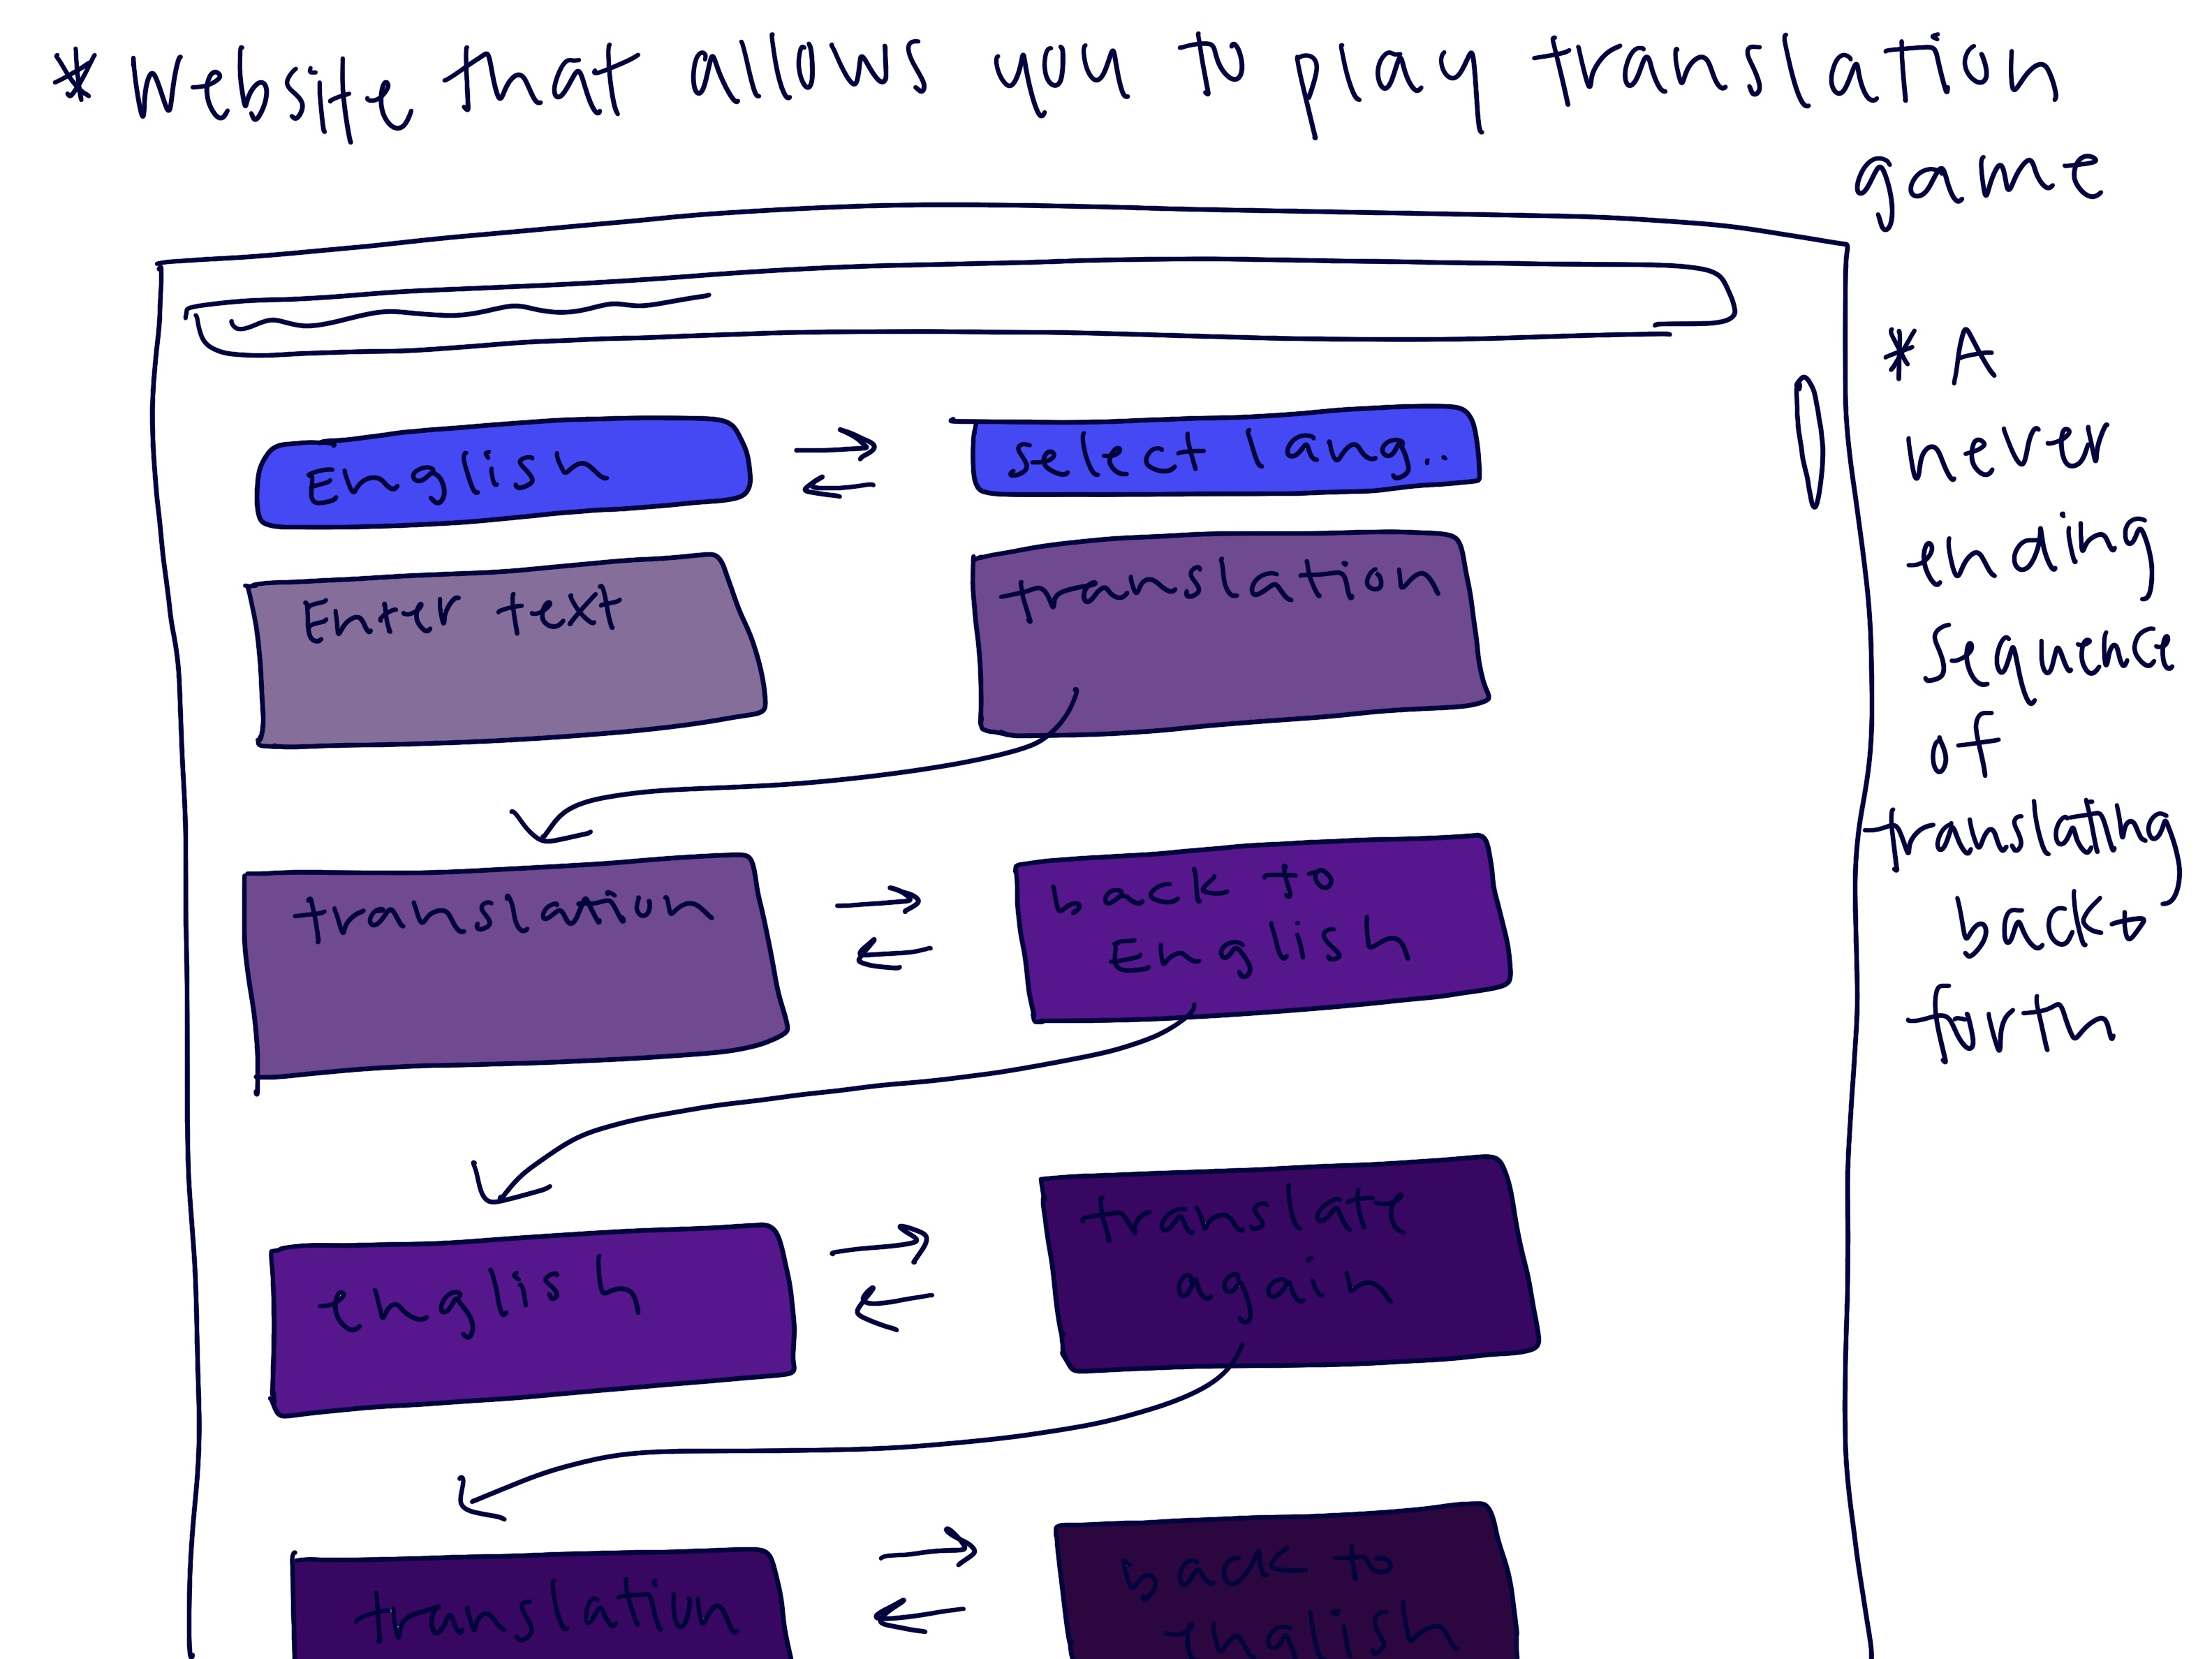 * Website that allows you to play translation
game
* A
never
ending
sequence
of
translating
back +
forth
English
select lang..
Enter text
translation
translation
back to
English
english
translate
again
translation
back to
english